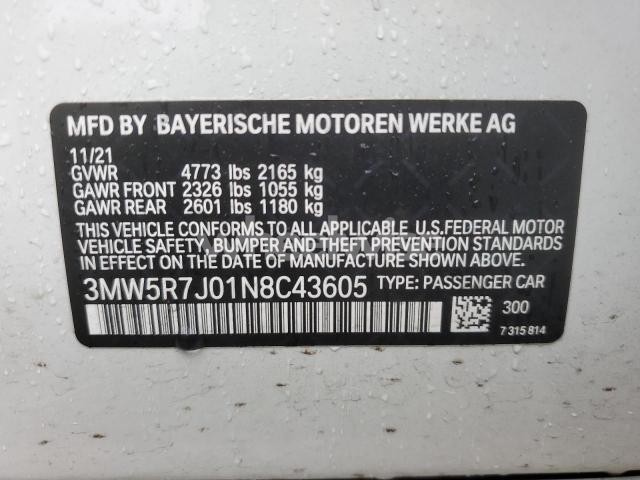 MFD BY BAYERISCHE MOTOREN WERKE AG
11/21
GVWR 4773 lbs 2165 kg
GAWR FRONT 2326 lbs 1055 kg
GAWR REAR 2601 lbs 1180 kg
THIS VEHICLE CONFORMS TO ALL APPLICABLE U.S.FEDERAL MOTOR
VEHICLE SAFETY, BUMPER AND THEFT PREVENTION STANDARDS
IN EFFECT ON THE DATE OF MANUFACTURE SHOWN ABOVE.
3MW5R7J01N8C43605 TYPE: PASSENGER CAR
300
7 315 814